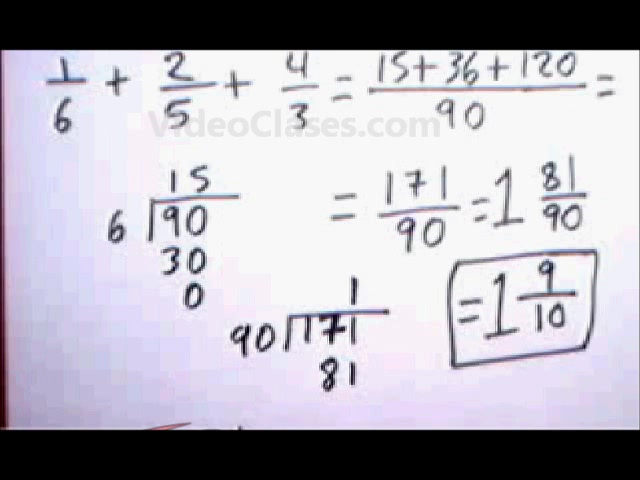 1/6 + 2/5 + 4/3 = (15+36+120)/90 =
VideoClases.com
15
6 90
30
0
= 171/90 = 1 81/90
= 1 9/10
1
90 171
81